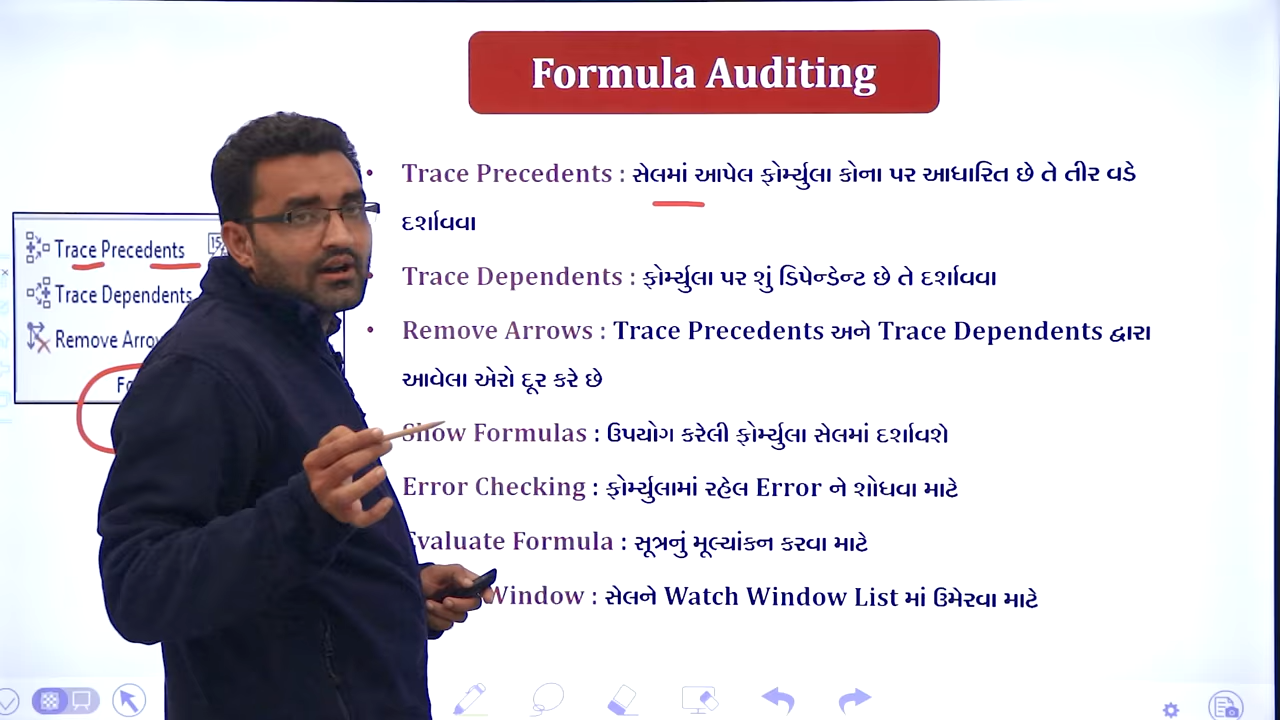 Formula Auditing
Trace Precedents : સેલમાં આપેલ ફોર્મ્યુલા કોના પર આધારિત છે તે તીર વડે
દર્શાવવા
Trace Dependents : ફોર્મ્યુલા પર શું ડિપેન્ડેન્ટ છે તે દર્શાવવા
Remove Arrows : Trace Precedents અને Trace Dependents દ્વારા
આવેલા એરો દૂર કરે છે
Show Formulas : ઉપયોગ કરેલી ફોર્મ્યુલા સેલમાં દર્શાવશે
Error Checking : ફોર્મ્યુલામાં રહેલ Error ને શોધવા માટે
Evaluate Formula : સૂત્રનું મૂલ્યાંકન કરવા માટે
Window : સેલને Watch Window List માં ઉમેરવા માટે
Trace Precedents
Trace Dependents
Remove